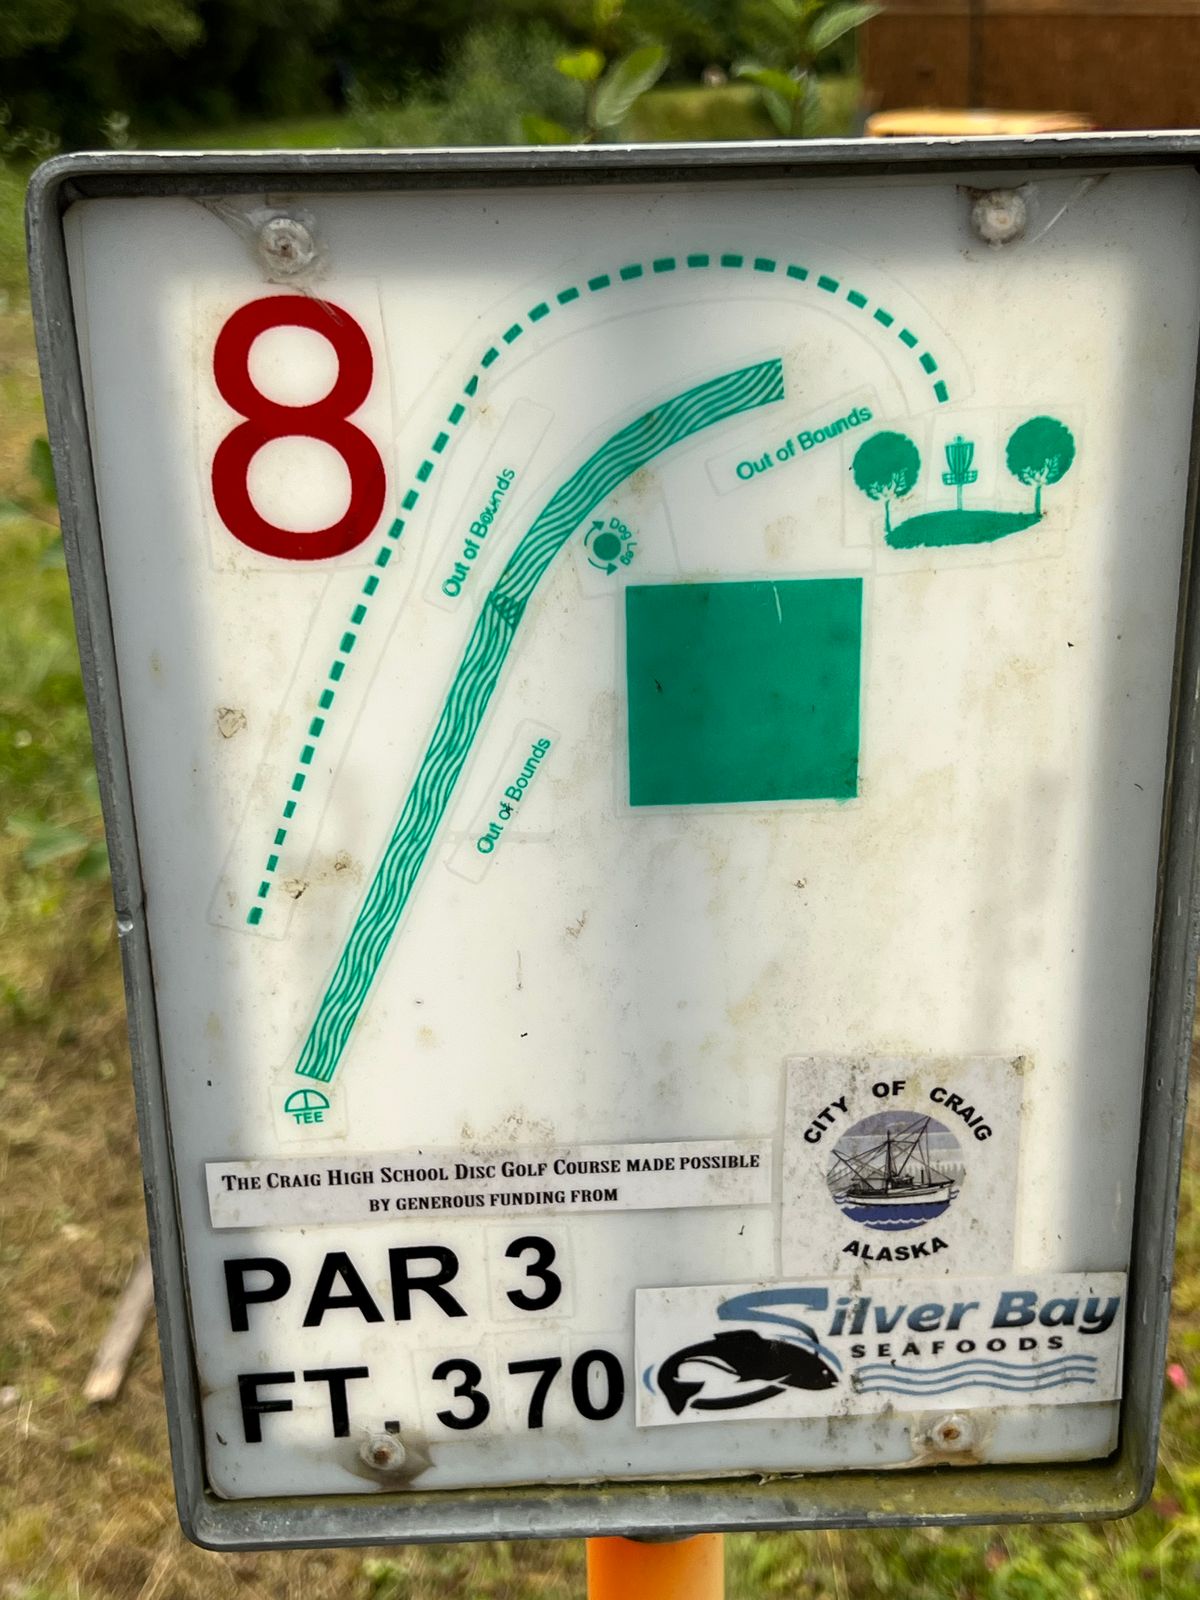 8
Out of Bounds
Out of Bounds
Dog Leg
Out of Bounds
TEE
CITY OF CRAIG
ALASKA
THE CRAIG HIGH SCHOOL DISC GOLF COURSE MADE POSSIBLE
BY GENEROUS FUNDING FROM
PAR 3
FT. 370
Silver Bay
SEAFOODS